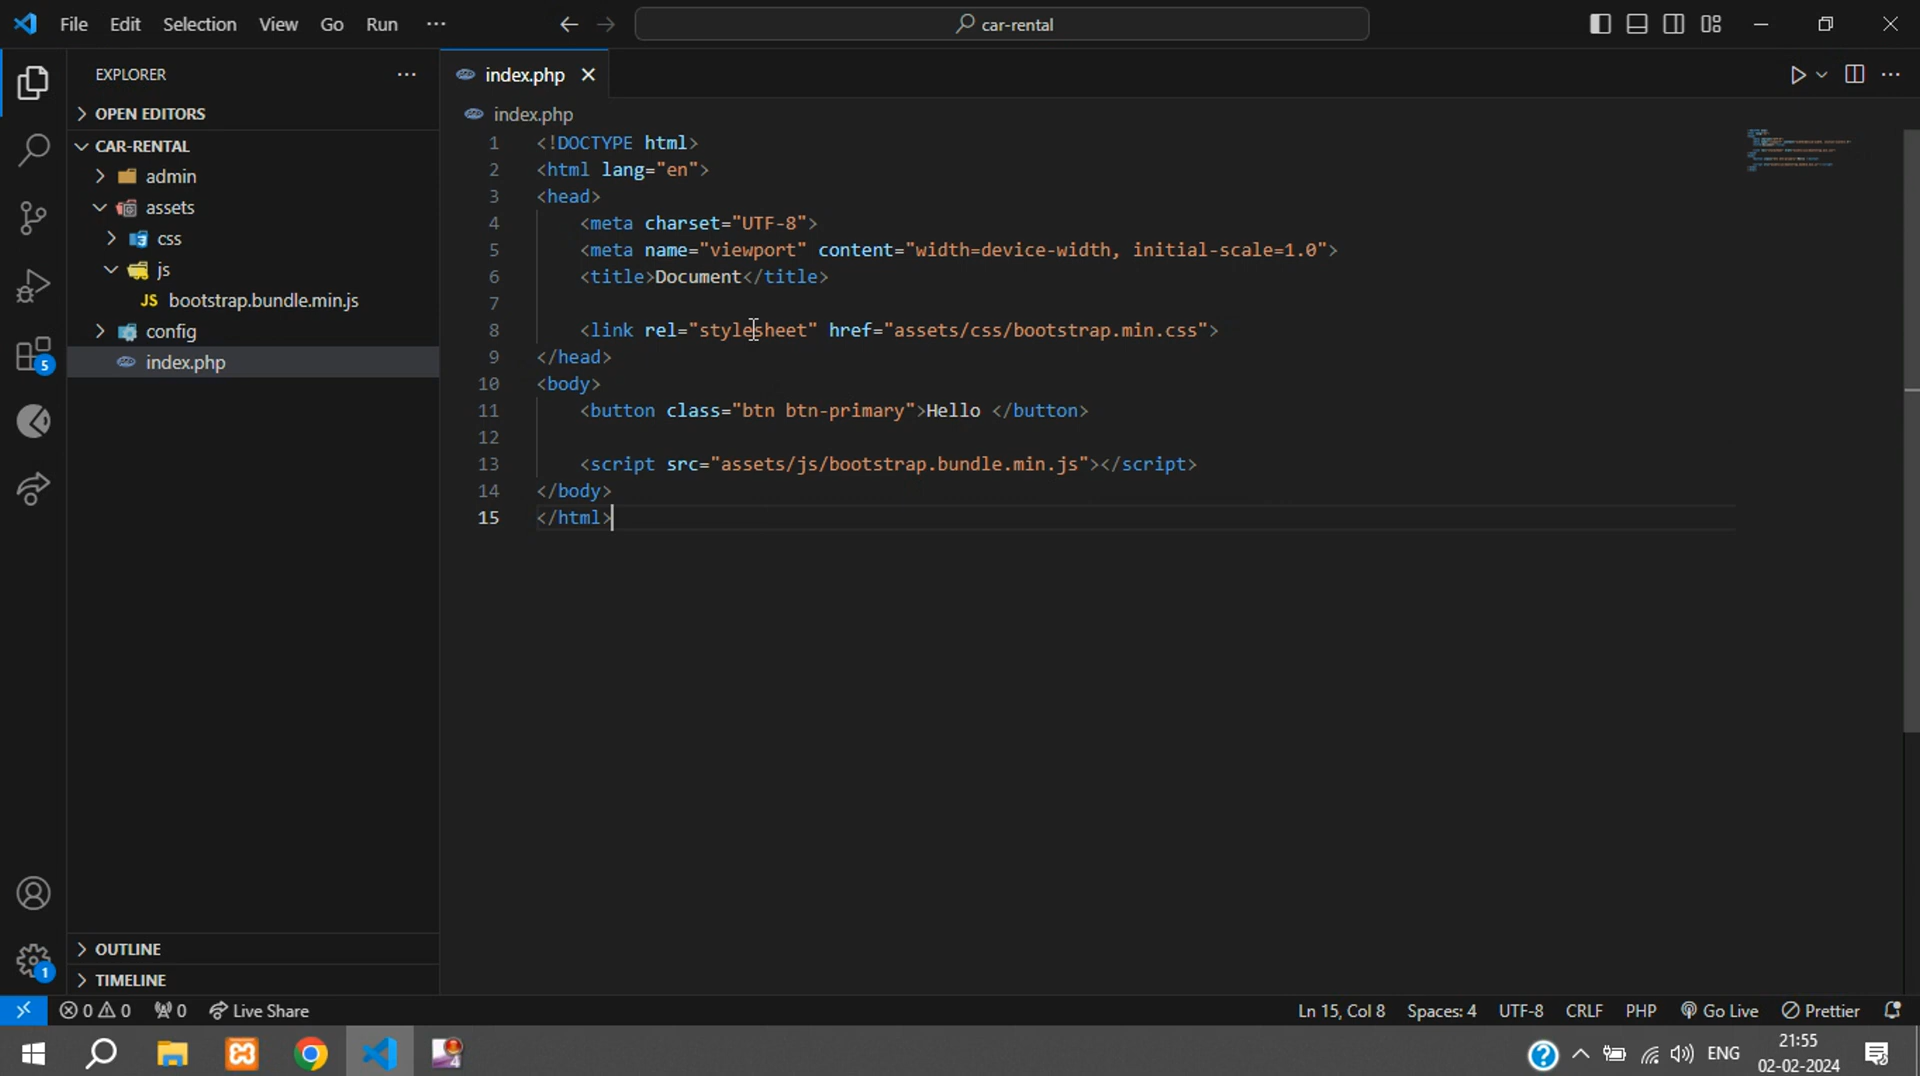 File Edit Selection View Go Run ··· car-rental
EXPLORER ···
OPEN EDITORS
CAR-RENTAL
admin
assets
css
js
JS bootstrap.bundle.min.js
config
index.php
OUTLINE
TIMELINE
5
1
index.php
index.php
1 <!DOCTYPE html>
2 <html lang="en">
3 <head>
4 <meta charset="UTF-8">
5 <meta name="viewport" content="width=device-width, initial-scale=1.0">
6 <title>Document</title>
7
8 <link rel="stylesheet" href="assets/css/bootstrap.min.css">
9 </head>
10 <body>
11 <button class="btn btn-primary">Hello </button>
12
13 <script src="assets/js/bootstrap.bundle.min.js"></script>
14 </body>
15 </html>
0 0 0 Live Share Ln 15, Col 8 Spaces: 4 UTF-8 CRLF PHP Go Live Prettier
4 ENG 21:55
02-02-2024